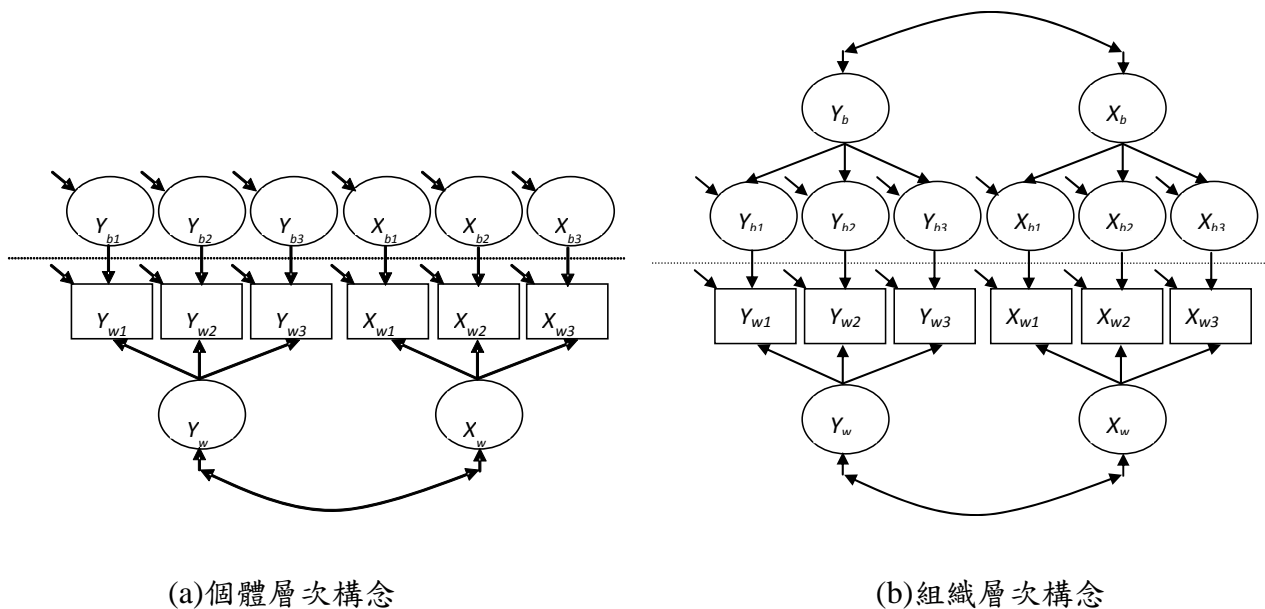 Y_b X_b
Y_b1 Y_b2 Y_b3 X_b1 X_b2 X_b3
Y_b1 Y_b2 Y_b3 X_b1 X_b2 X_b3
Y_w1 Y_w2 Y_w3 X_w1 X_w2 X_w3
Y_w1 Y_w2 Y_w3 X_w1 X_w2 X_w3
Y_w X_w
Y_w X_w
(a)個體層次構念
(b)組織層次構念